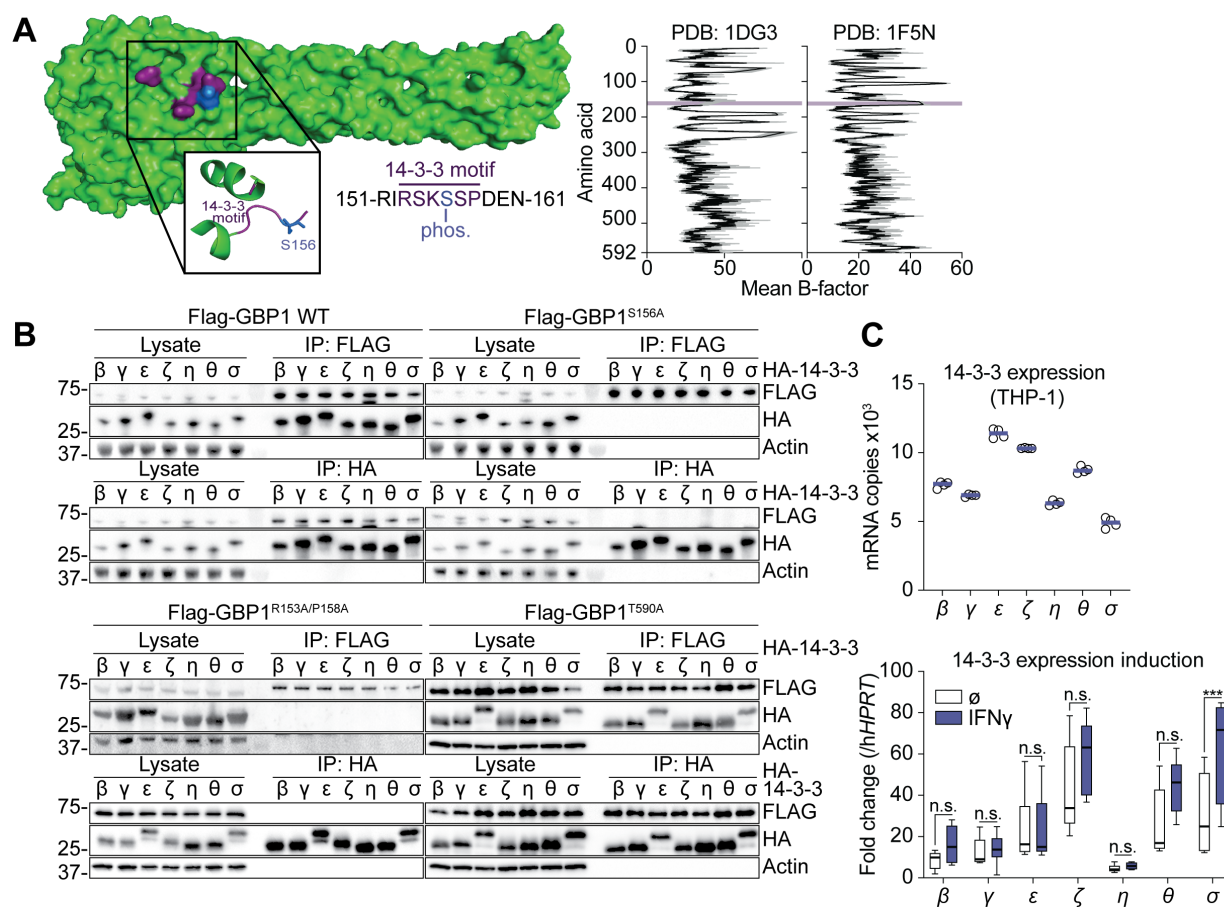 A
PDB: 1DG3
PDB: 1F5N
0
100
200
300
400
500
592
Amino acid
0
50
0
20
40
60
Mean B-factor
14-3-3 motif
151-RIRSKSSPDEN-161
phos.
14-3-3
motif
S156
B
Flag-GBP1 WT
Flag-GBP1S156A
Lysate
IP: FLAG
Lysate
IP: FLAG
β γ ε ζ η θ σ
β γ ε ζ η θ σ
β γ ε ζ η θ σ
β γ ε ζ η θ σ
HA-14-3-3
75-
FLAG
25-
HA
37-
Actin
Lysate
IP: HA
Lysate
IP: HA
β γ ε ζ η θ σ
β γ ε ζ η θ σ
β γ ε ζ η θ σ
β γ ε ζ η θ σ
HA-14-3-3
75-
FLAG
25-
HA
37-
Actin
Flag-GBP1R153A/P158A
Flag-GBP1T590A
Lysate
IP: FLAG
Lysate
IP: FLAG
HA-14-3-3
β γ ε ζ η θ σ
β γ ε ζ η θ σ
β γ ε ζ η θ σ
β γ ε ζ η θ σ
75-
FLAG
25-
HA
37-
Actin
Lysate
IP: HA
Lysate
IP: HA
HA-
14-3-3
β γ ε ζ η θ σ
β γ ε ζ η θ σ
β γ ε ζ η θ σ
β γ ε ζ η θ σ
75-
FLAG
25-
HA
37-
Actin
C
14-3-3 expression
(THP-1)
mRNA copies x10³
15
10
5
0
β γ ε ζ η θ σ
14-3-3 expression induction
Fold change (/hHPRT)
100
80
60
40
20
0
ø
IFNγ
n.s.
n.s.
n.s.
n.s.
n.s.
n.s.
***
β γ ε ζ η θ σ